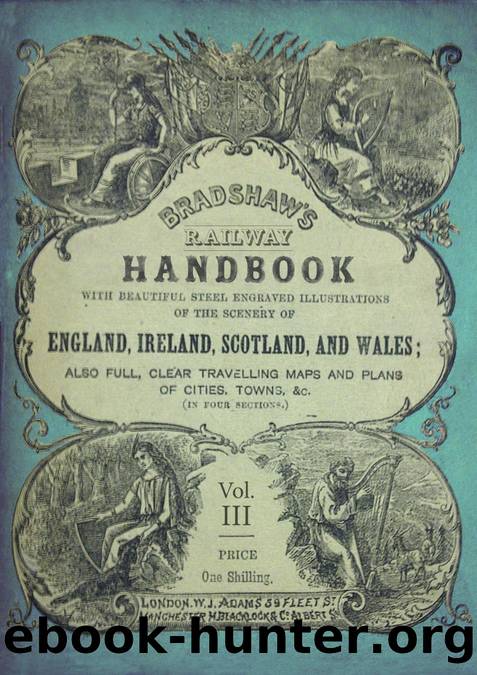 BRADSHAW'S
RAILWAY
HANDBOOK
WITH BEAUTIFUL STEEL ENGRAVED ILLUSTRATIONS
OF THE SCENERY OF
ENGLAND, IRELAND, SCOTLAND, AND WALES;
ALSO FULL, CLEAR TRAVELLING MAPS AND PLANS
OF CITIES, TOWNS, &c.
(IN FOUR SECTIONS.)
Vol.
III
PRICE
One Shilling.
LONDON. W. J. ADAMS 59 FLEET ST
MANCHESTER H. BLACKLOCK & Co ALBERT S
ebook-hunter.org